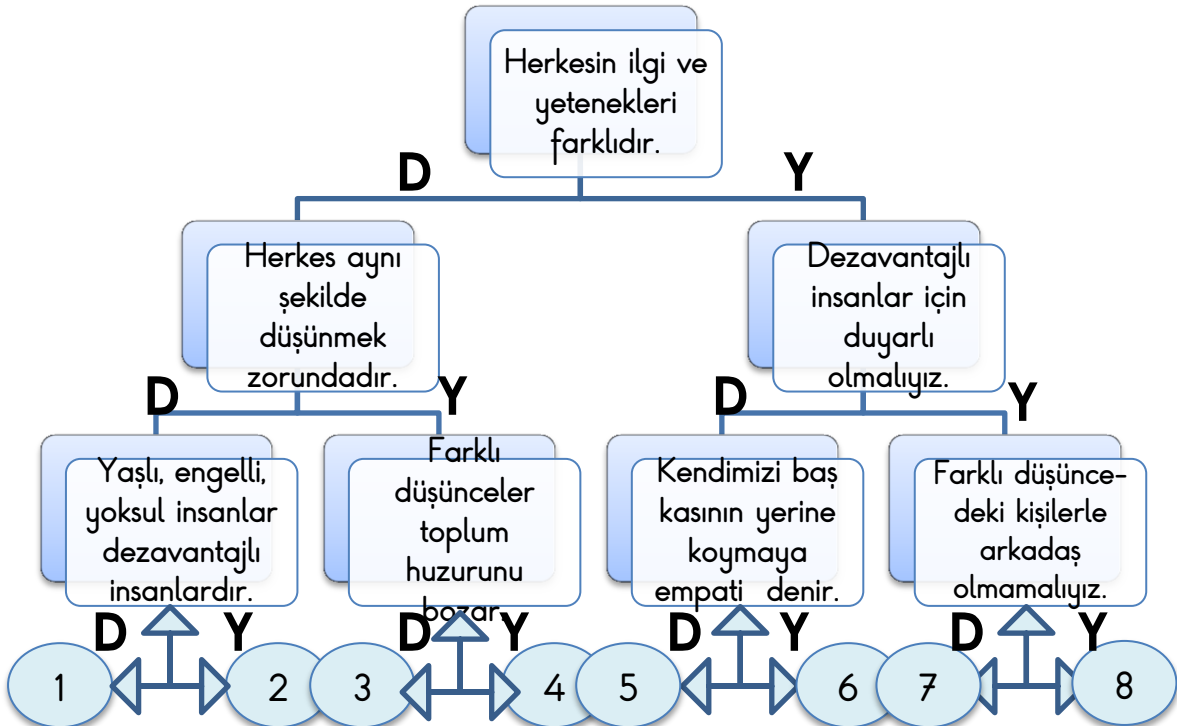 Herkesin ilgi ve
yetenekleri
farklıdır.
D
Y
Herkes aynı
şekilde
düşünmek
zorundadır.
Dezavantajlı
insanlar için
duyarlı
olmalıyız.
D
Y
D
Y
Yaşlı, engelli,
yoksul insanlar
dezavantajlı
insanlardır.
Farklı
düşünceler
toplum
huzurunu
bozar.
Kendimizi baş
kasının yerine
koymaya
empati denir.
Farklı düşünce-
deki kişilerle
arkadaş
olmamalıyız.
D
Y
D
Y
D
Y
D
Y
1
2
3
4
5
6
7
8